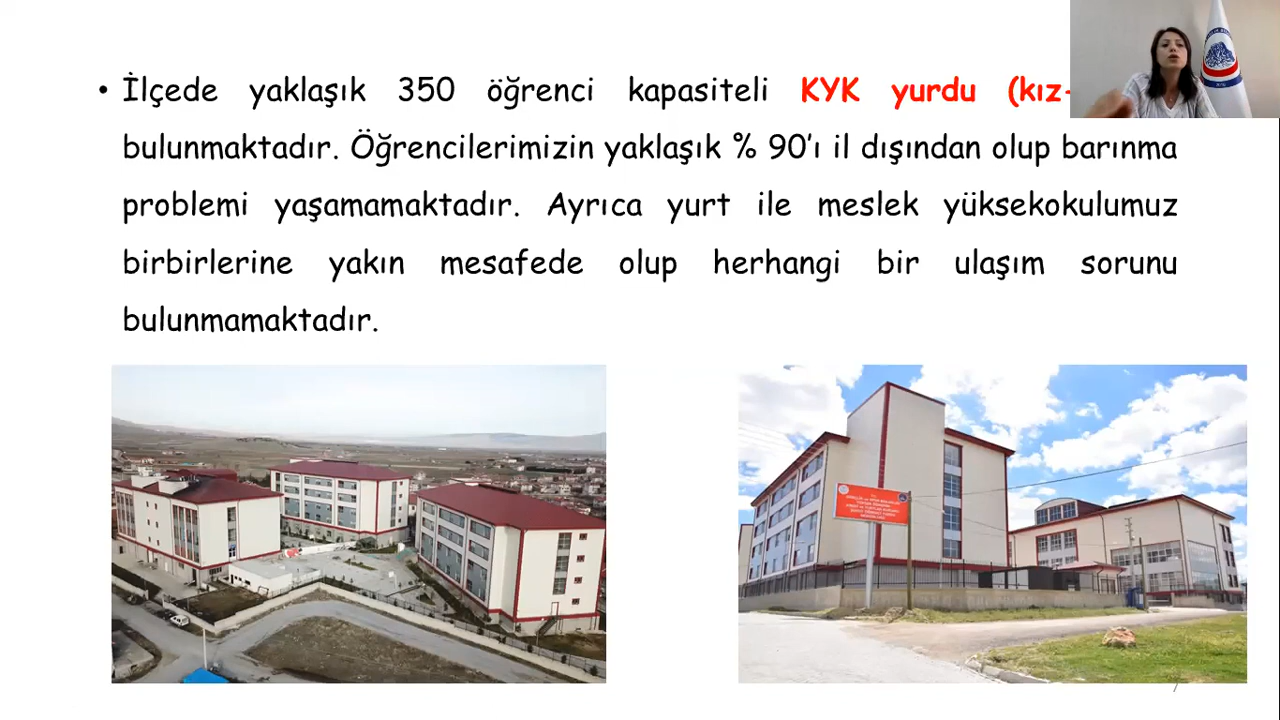 • İlçede yaklaşık 350 öğrenci kapasiteli KYK yurdu (kız-
bulunmaktadır. Öğrencilerimizin yaklaşık % 90’ı il dışından olup barınma
problemi yaşamamaktadır. Ayrıca yurt ile meslek yüksekokulumuz
birbirlerine yakın mesafede olup herhangi bir ulaşım sorunu
bulunmamaktadır.